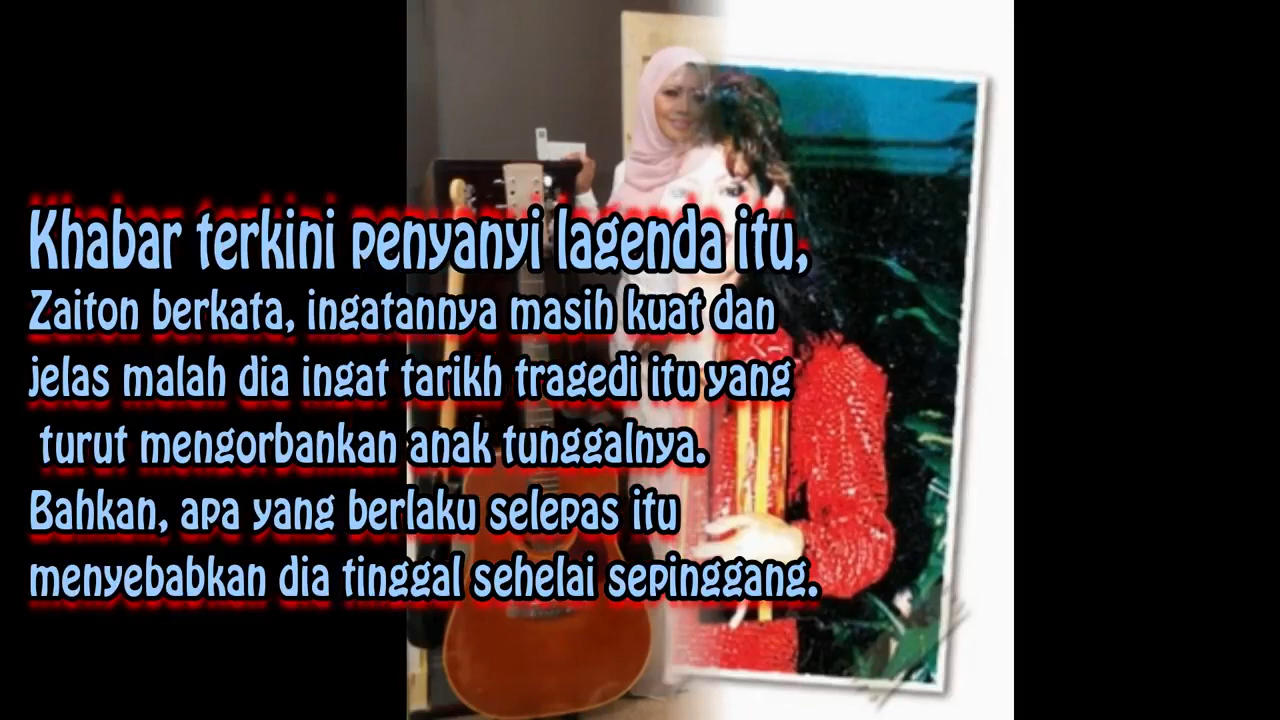 Khabar terkini penyanyi lagenda itu,
Zaiton berkata, ingatannya masih kuat dan
jelas malah dia ingat tarikh tragedi itu yang
turut mengorbankan anak tunggalnya.
Bahkan, apa yang berlaku selepas itu
menyebabkan dia tinggal sehelai sepinggang.